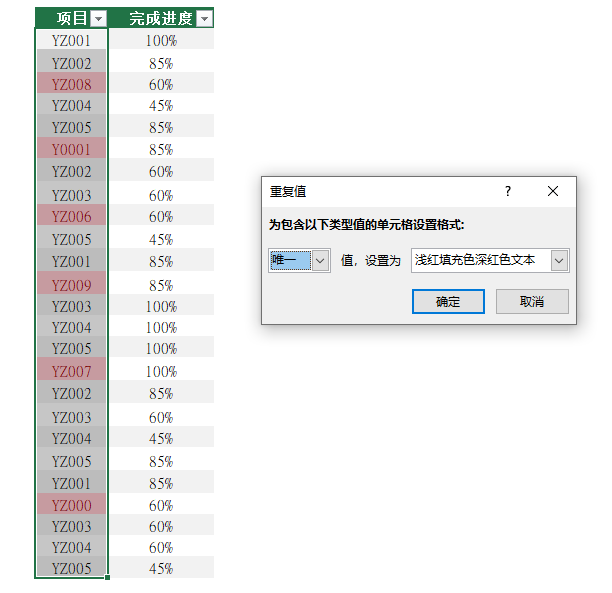 项目 完成进度
YZ001 100%
YZ002 85%
YZ008 60%
YZ004 45%
YZ005 85%
Y0001 85%
YZ002 60%
YZ003 60%
YZ006 60%
YZ005 45%
YZ001 85%
YZ009 85%
YZ003 100%
YZ004 100%
YZ005 100%
YZ007 100%
YZ002 85%
YZ003 60%
YZ004 45%
YZ005 85%
YZ001 85%
YZ000 60%
YZ003 60%
YZ004 60%
YZ005 45%
重复值 ?
为包含以下类型值的单元格设置格式:
唯一 值，设置为 浅红填充色深红色文本
确定 取消